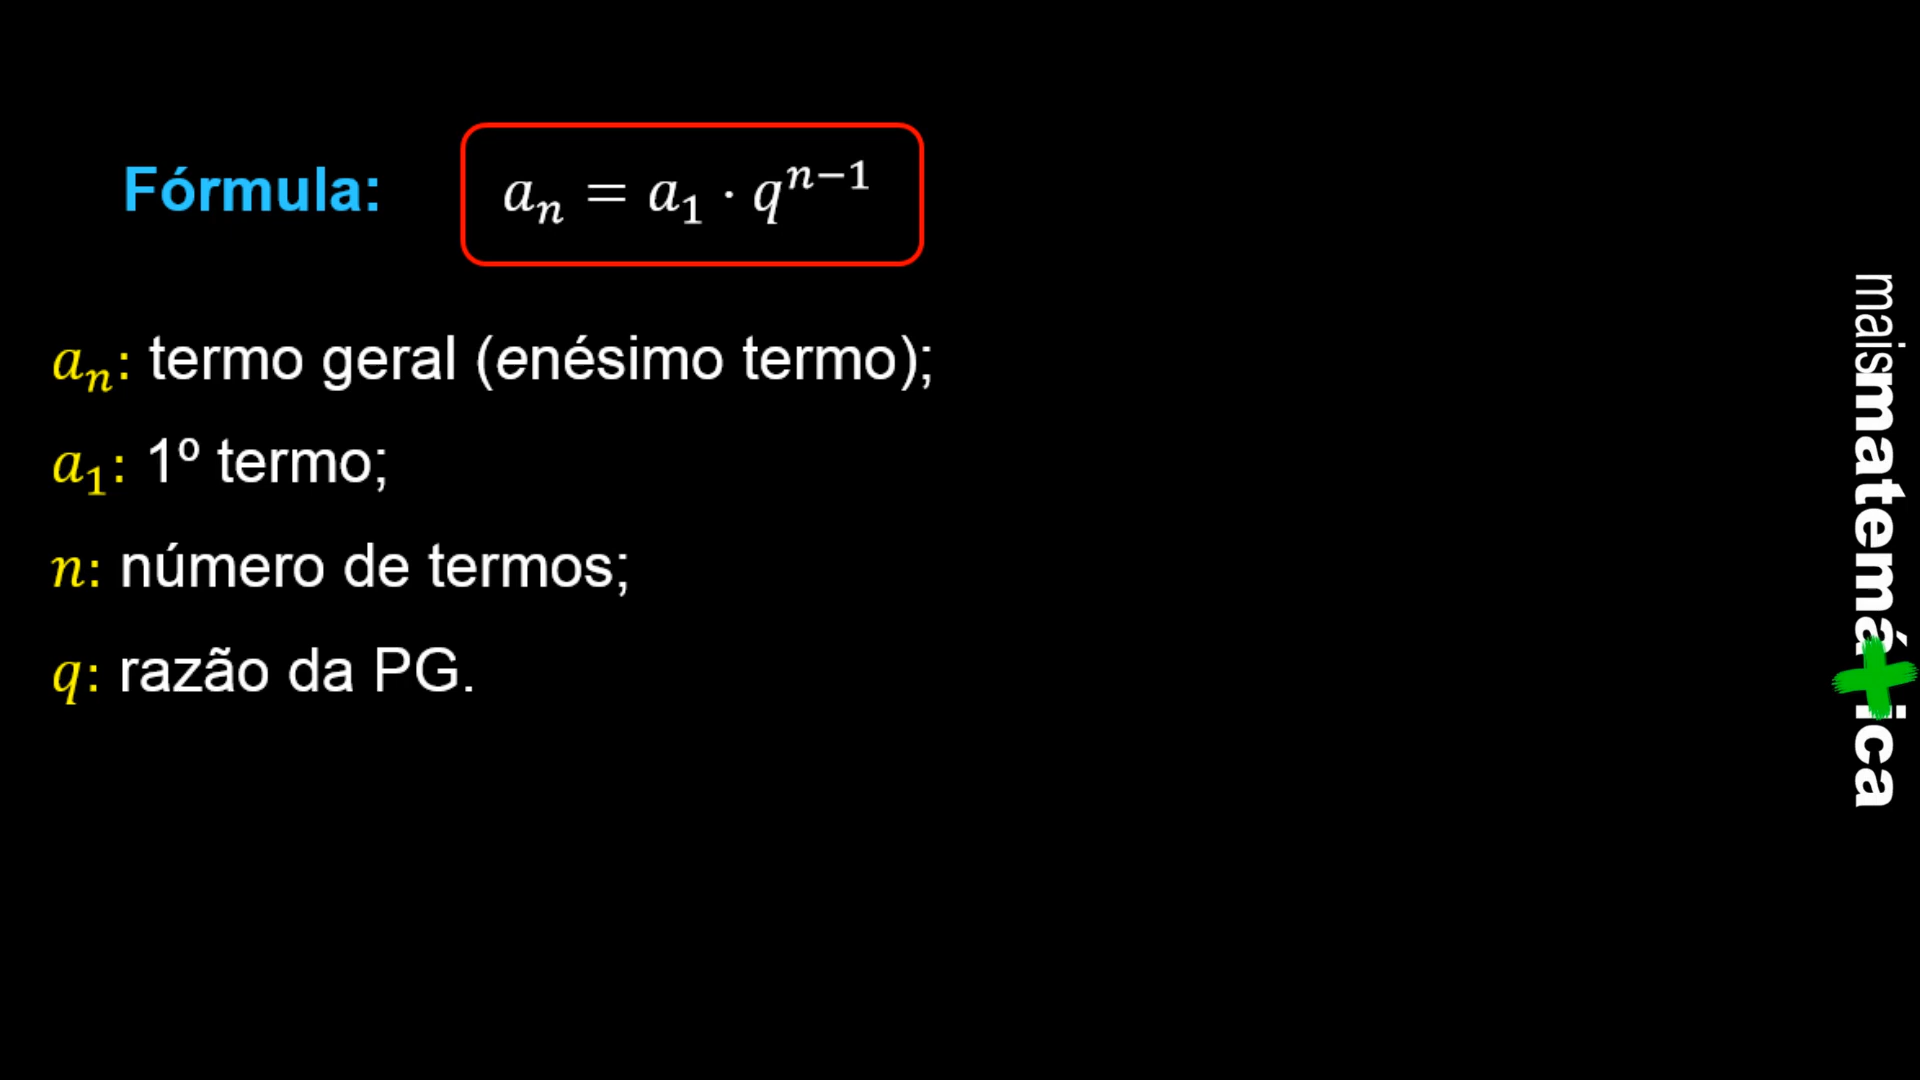 Fórmula: aₙ = a₁ · qⁿ⁻¹
aₙ: termo geral (enésimo termo);
a₁: 1º termo;
n: número de termos;
q: razão da PG.
maismatemática